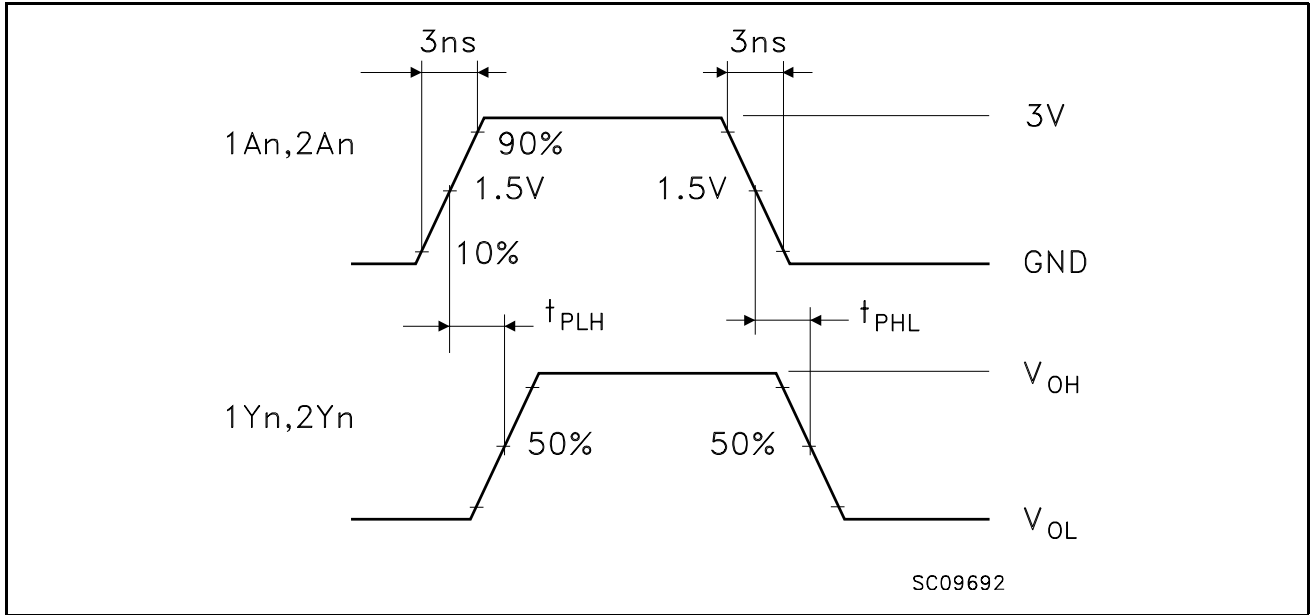 3ns 3ns
3V
1An,2An
90%
1.5V 1.5V
10%
GND
tPLH tPHL
VOH
1Yn,2Yn
50% 50%
VOL
SC09692